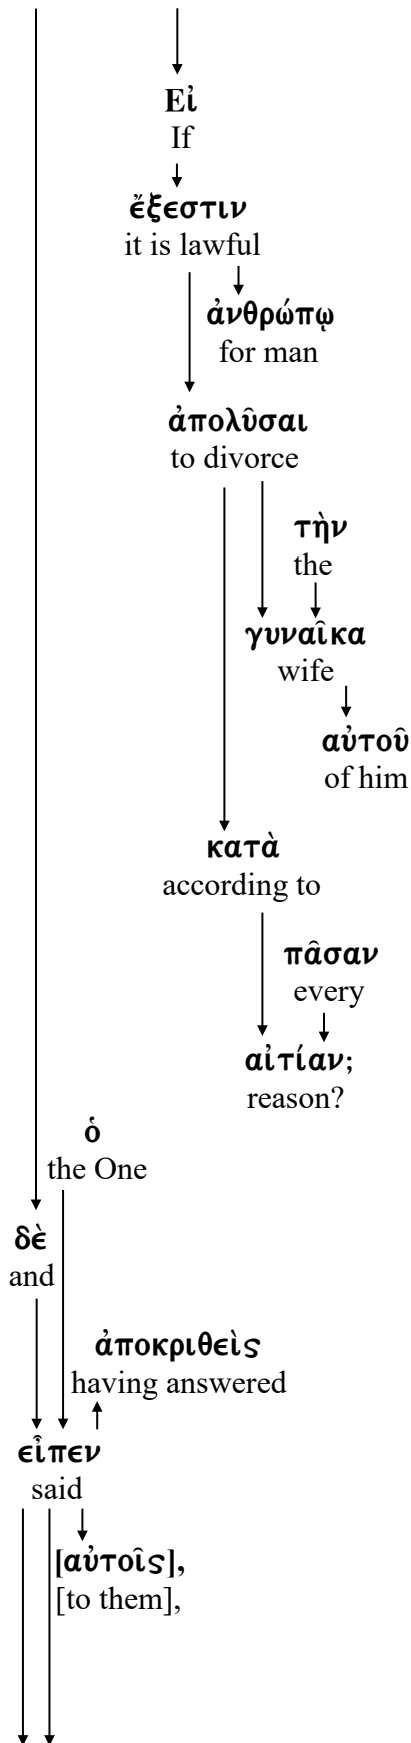 Εἰ
If
ἔξεστιν
it is lawful
ἀνθρώπῳ
for man
ἀπολῦσαι
to divorce
τὴν
the
γυναῖκα
wife
αὐτοῦ
of him
κατὰ
according to
πᾶσαν
every
αἰτίαν;
reason?
ὁ
the One
δὲ
and
ἀποκριθεὶς
having answered
εἶπεν
said
[αὐτοῖς],
[to them],